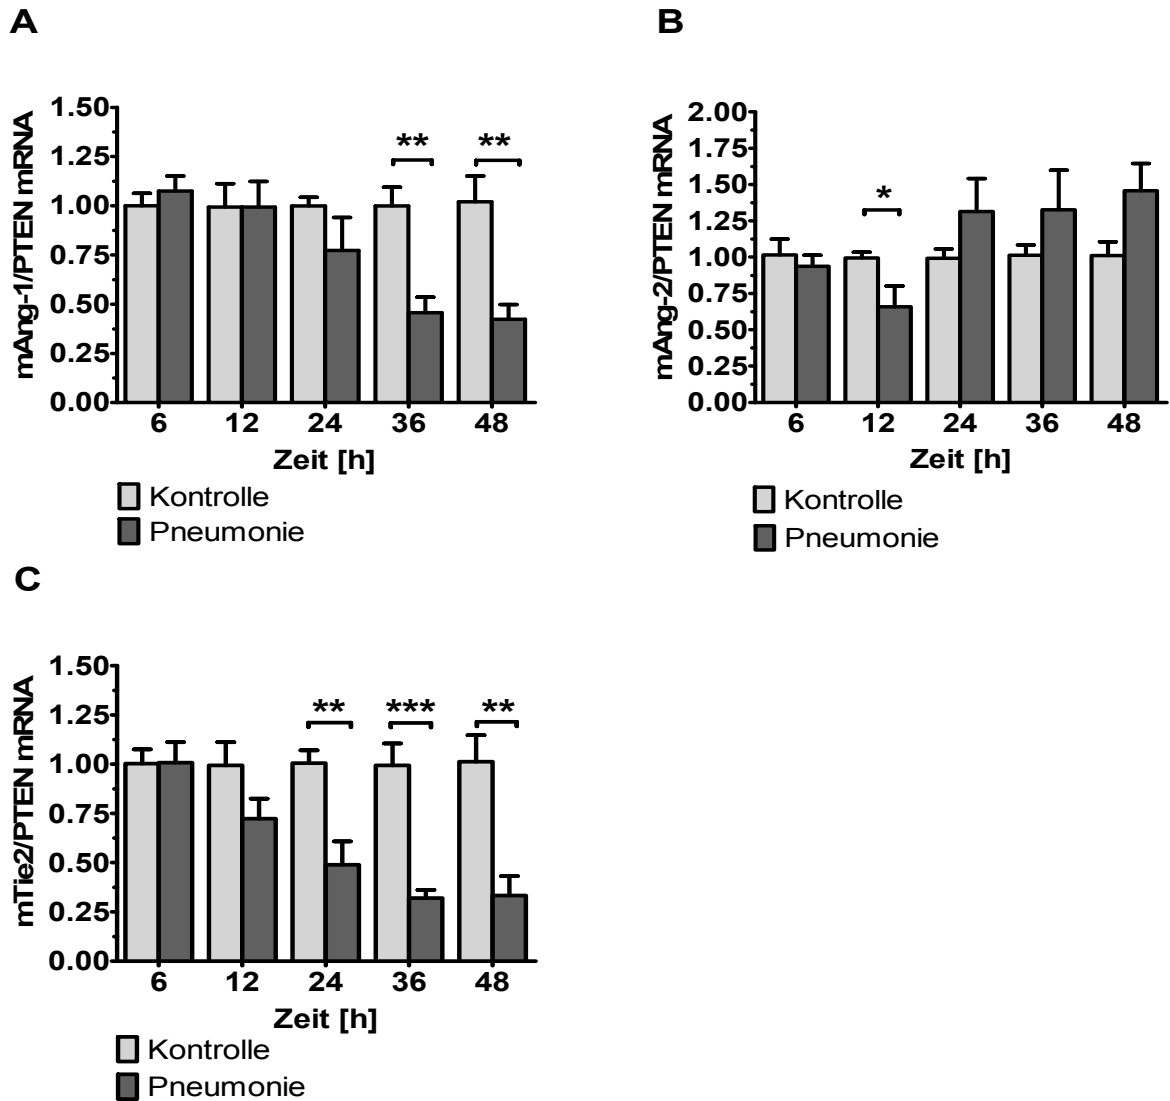 A
mAng-1/PTEN mRNA
1.50
1.25
1.00
0.75
0.50
0.25
0.00
** **
6 12 24 36 48
Zeit [h]
Kontrolle
Pneumonie
B
mAng-2/PTEN mRNA
2.00
1.75
1.50
1.25
1.00
0.75
0.50
0.25
0.00
*
6 12 24 36 48
Zeit [h]
Kontrolle
Pneumonie
C
mTie2/PTEN mRNA
1.50
1.25
1.00
0.75
0.50
0.25
0.00
** *** **
6 12 24 36 48
Zeit [h]
Kontrolle
Pneumonie